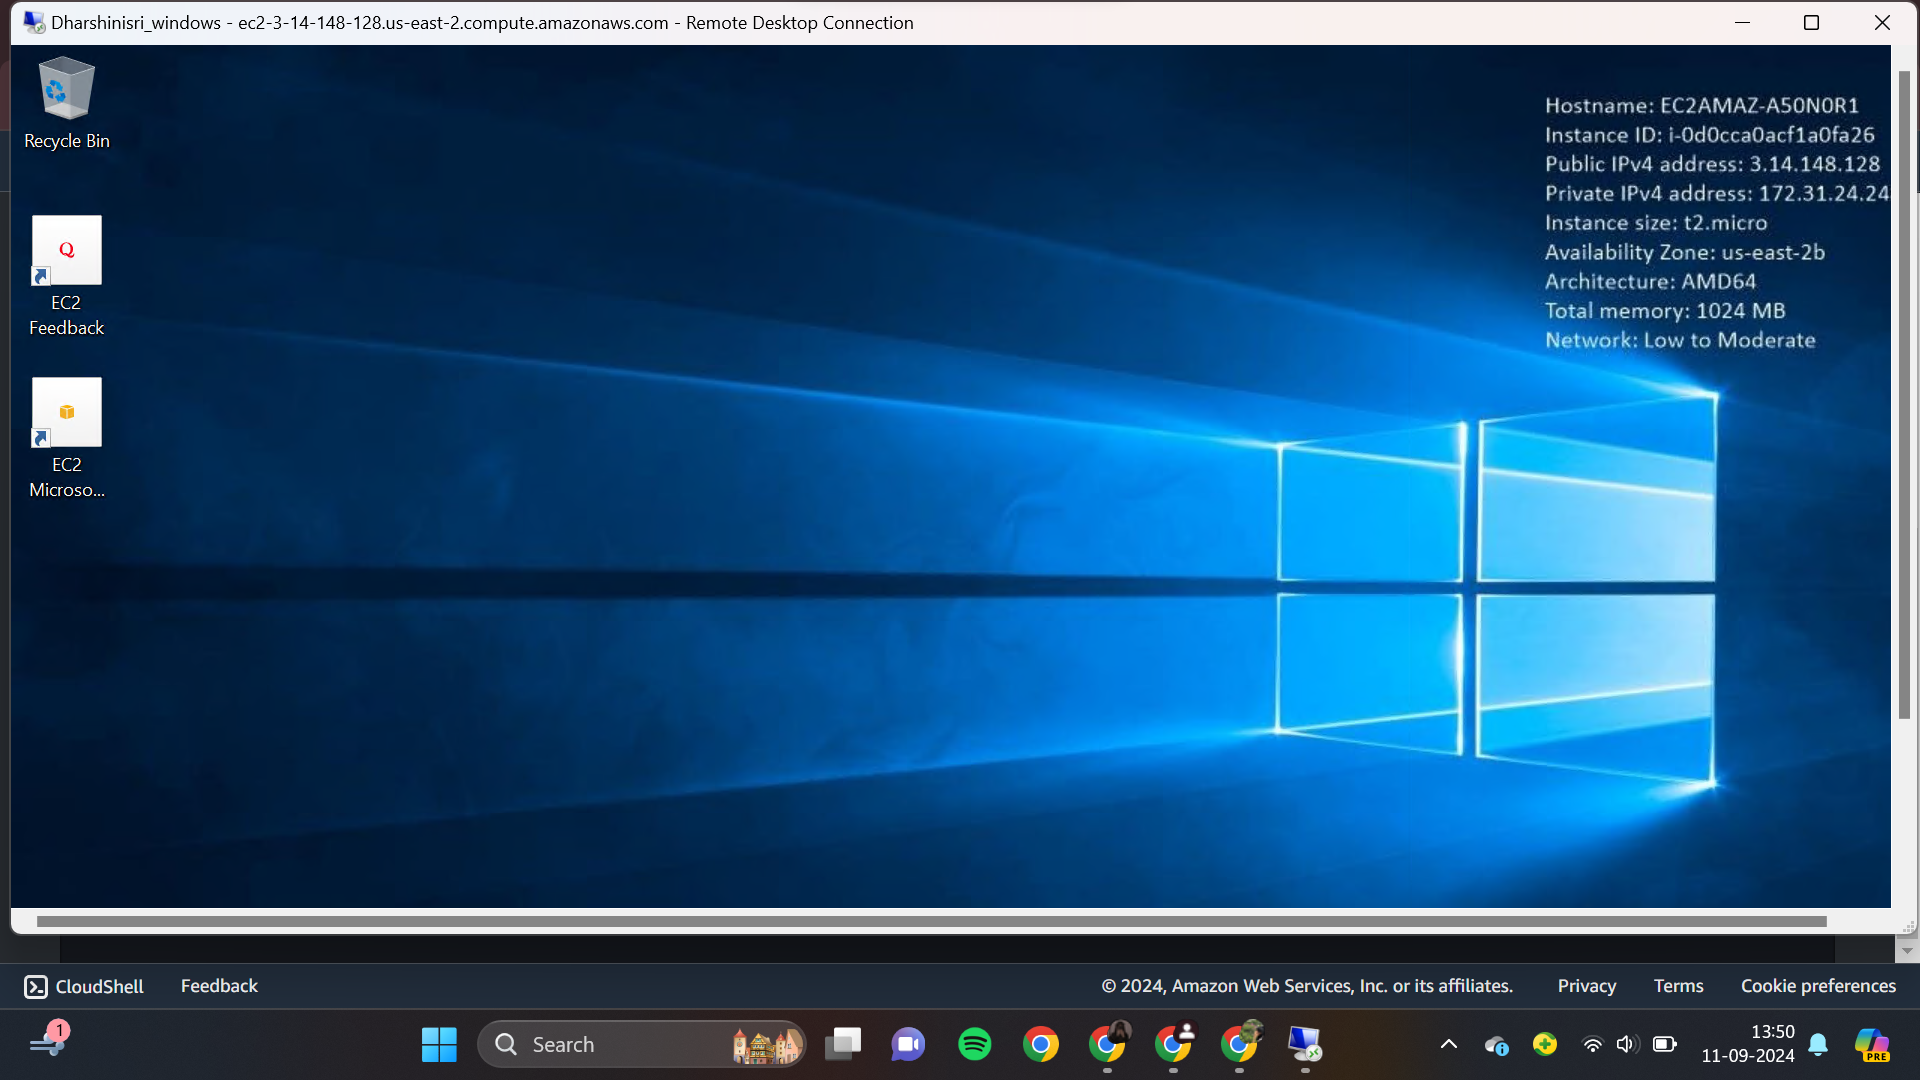 Dharshinisri_windows - ec2-3-14-148-128.us-east-2.compute.amazonaws.com - Remote Desktop Connection
Recycle Bin
Q
EC2
Feedback
EC2
Microso...
Hostname: EC2AMAZ-A50N0R1
Instance ID: i-0d0cca0acf1a0fa26
Public IPv4 address: 3.14.148.128
Private IPv4 address: 172.31.24.24
Instance size: t2.micro
Availability Zone: us-east-2b
Architecture: AMD64
Total memory: 1024 MB
Network: Low to Moderate
CloudShell
Feedback
© 2024, Amazon Web Services, Inc. or its affiliates.
Privacy
Terms
Cookie preferences
1
Search
13:50
11-09-2024
PRE